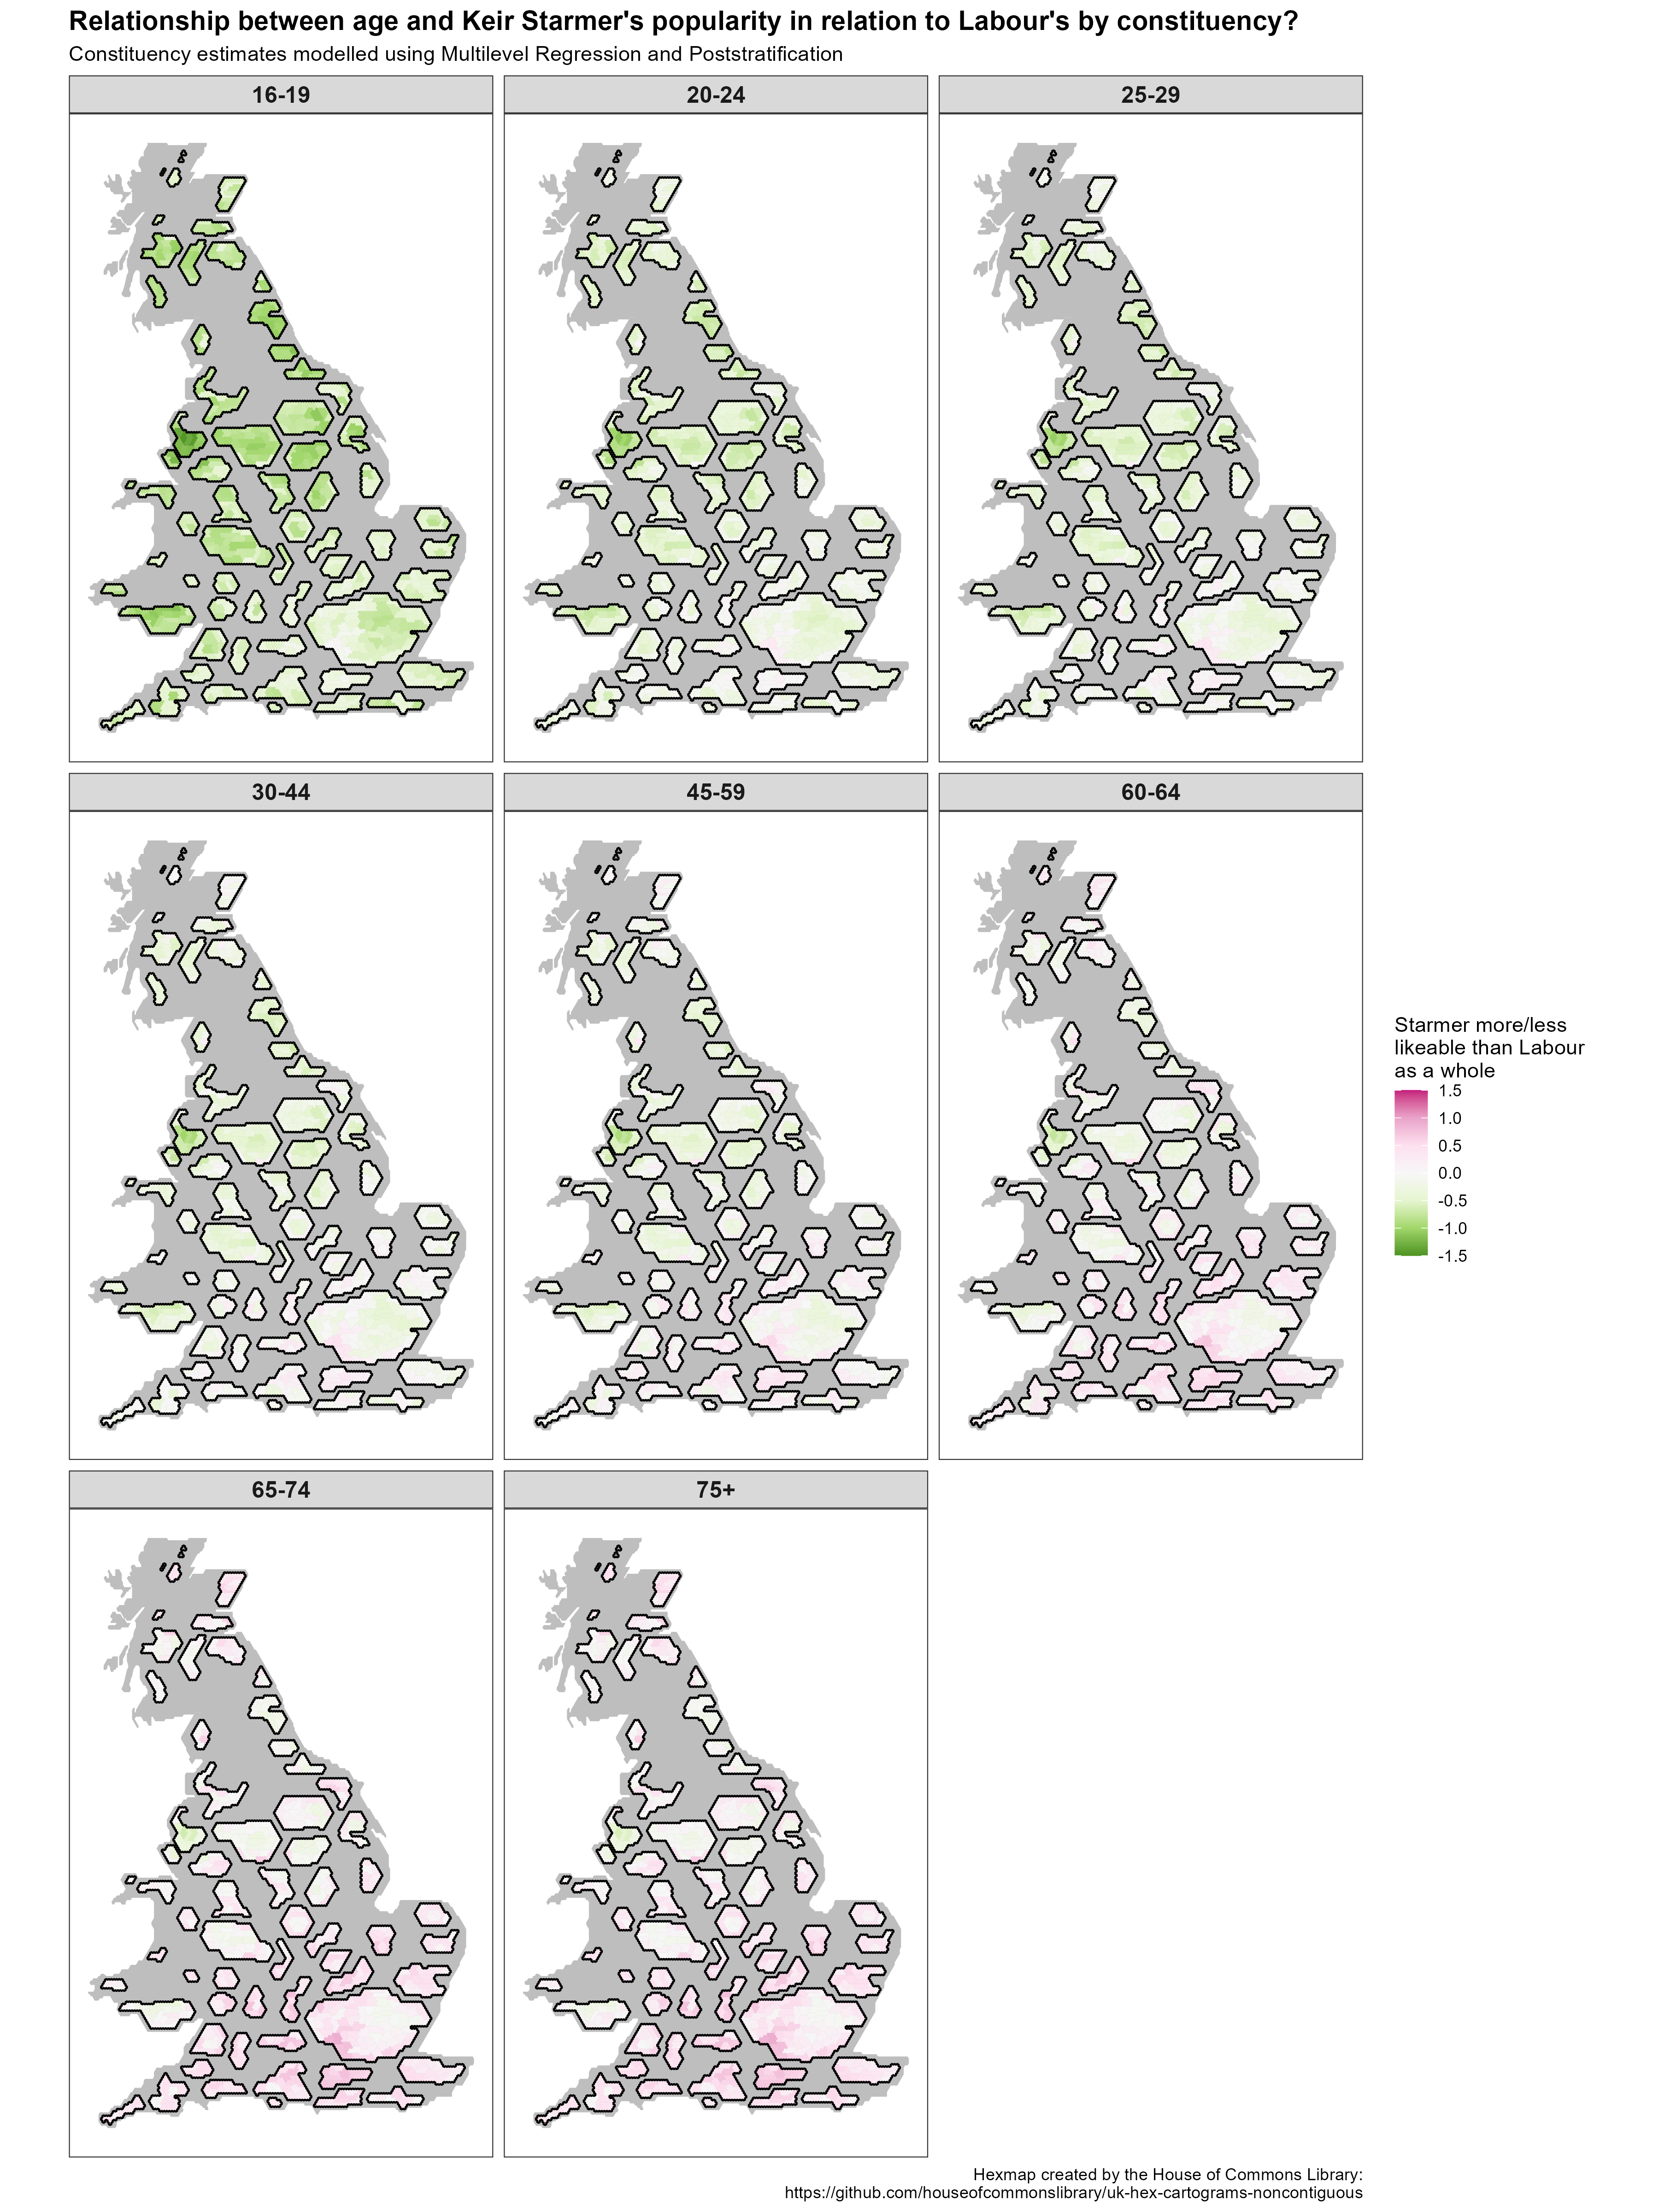 Relationship between age and Keir Starmer's popularity in relation to Labour's by constituency?
Constituency estimates modelled using Multilevel Regression and Poststratification
16-19
20-24
25-29
30-44
45-59
60-64
Starmer more/less
likeable than Labour
as a whole
1.5
1.0
0.5
0.0
-0.5
-1.0
-1.5
65-74
75+
Hexmap created by the House of Commons Library:
https://github.com/houseofcommonslibrary/uk-hex-cartograms-noncontiguous